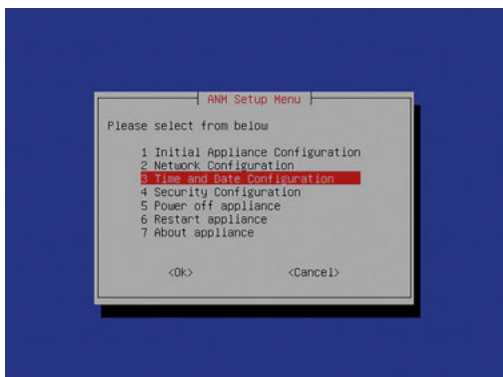 ANM Setup Menu
Please select from below
1 Initial Appliance Configuration
2 Network Configuration
3 Time and Date Configuration
4 Security Configuration
5 Power off appliance
6 Restart appliance
7 About appliance
<Ok> <Cancel>